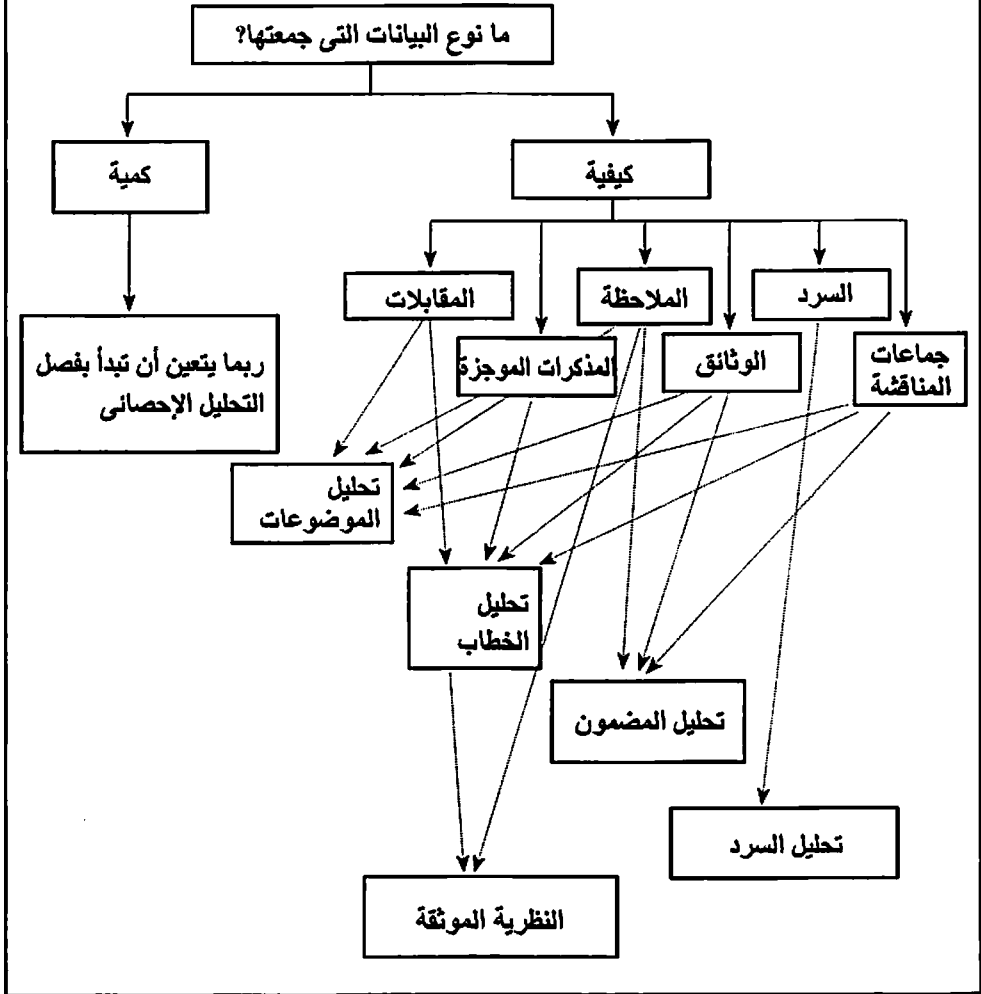 ما نوع البيانات التى جمعتها?
كيفية
كمية
السرد
الملاحظة
المقابلات
جماعات
المناقشة
الوثائق
المذكرات الموجزة
ربما يتعين أن تبدأ بفصل
التحليل الإحصائى
تحليل
الموضوعات
تحليل
الخطاب
تحليل المضمون
تحليل السرد
النظرية الموثقة